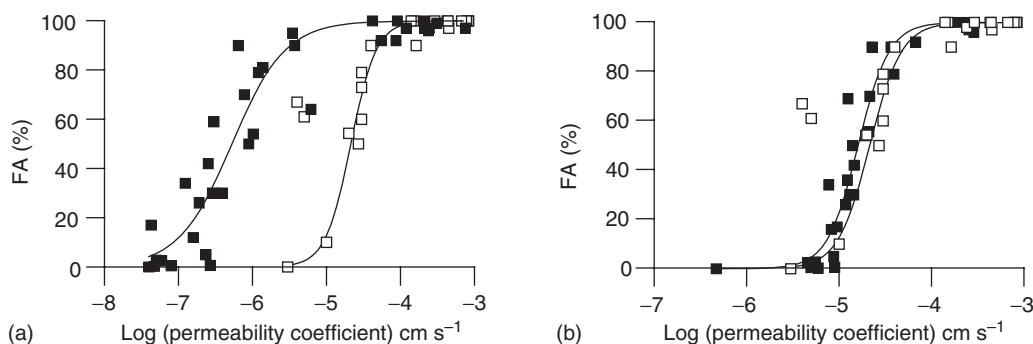 100
80
60
40
20
0
FA (%)
–8 –7 –6 –5 –4 –3
(a) Log (permeability coefficient) cm s⁻¹
100
80
60
40
20
0
FA (%)
–7 –6 –5 –4 –3
(b) Log (permeability coefficient) cm s⁻¹